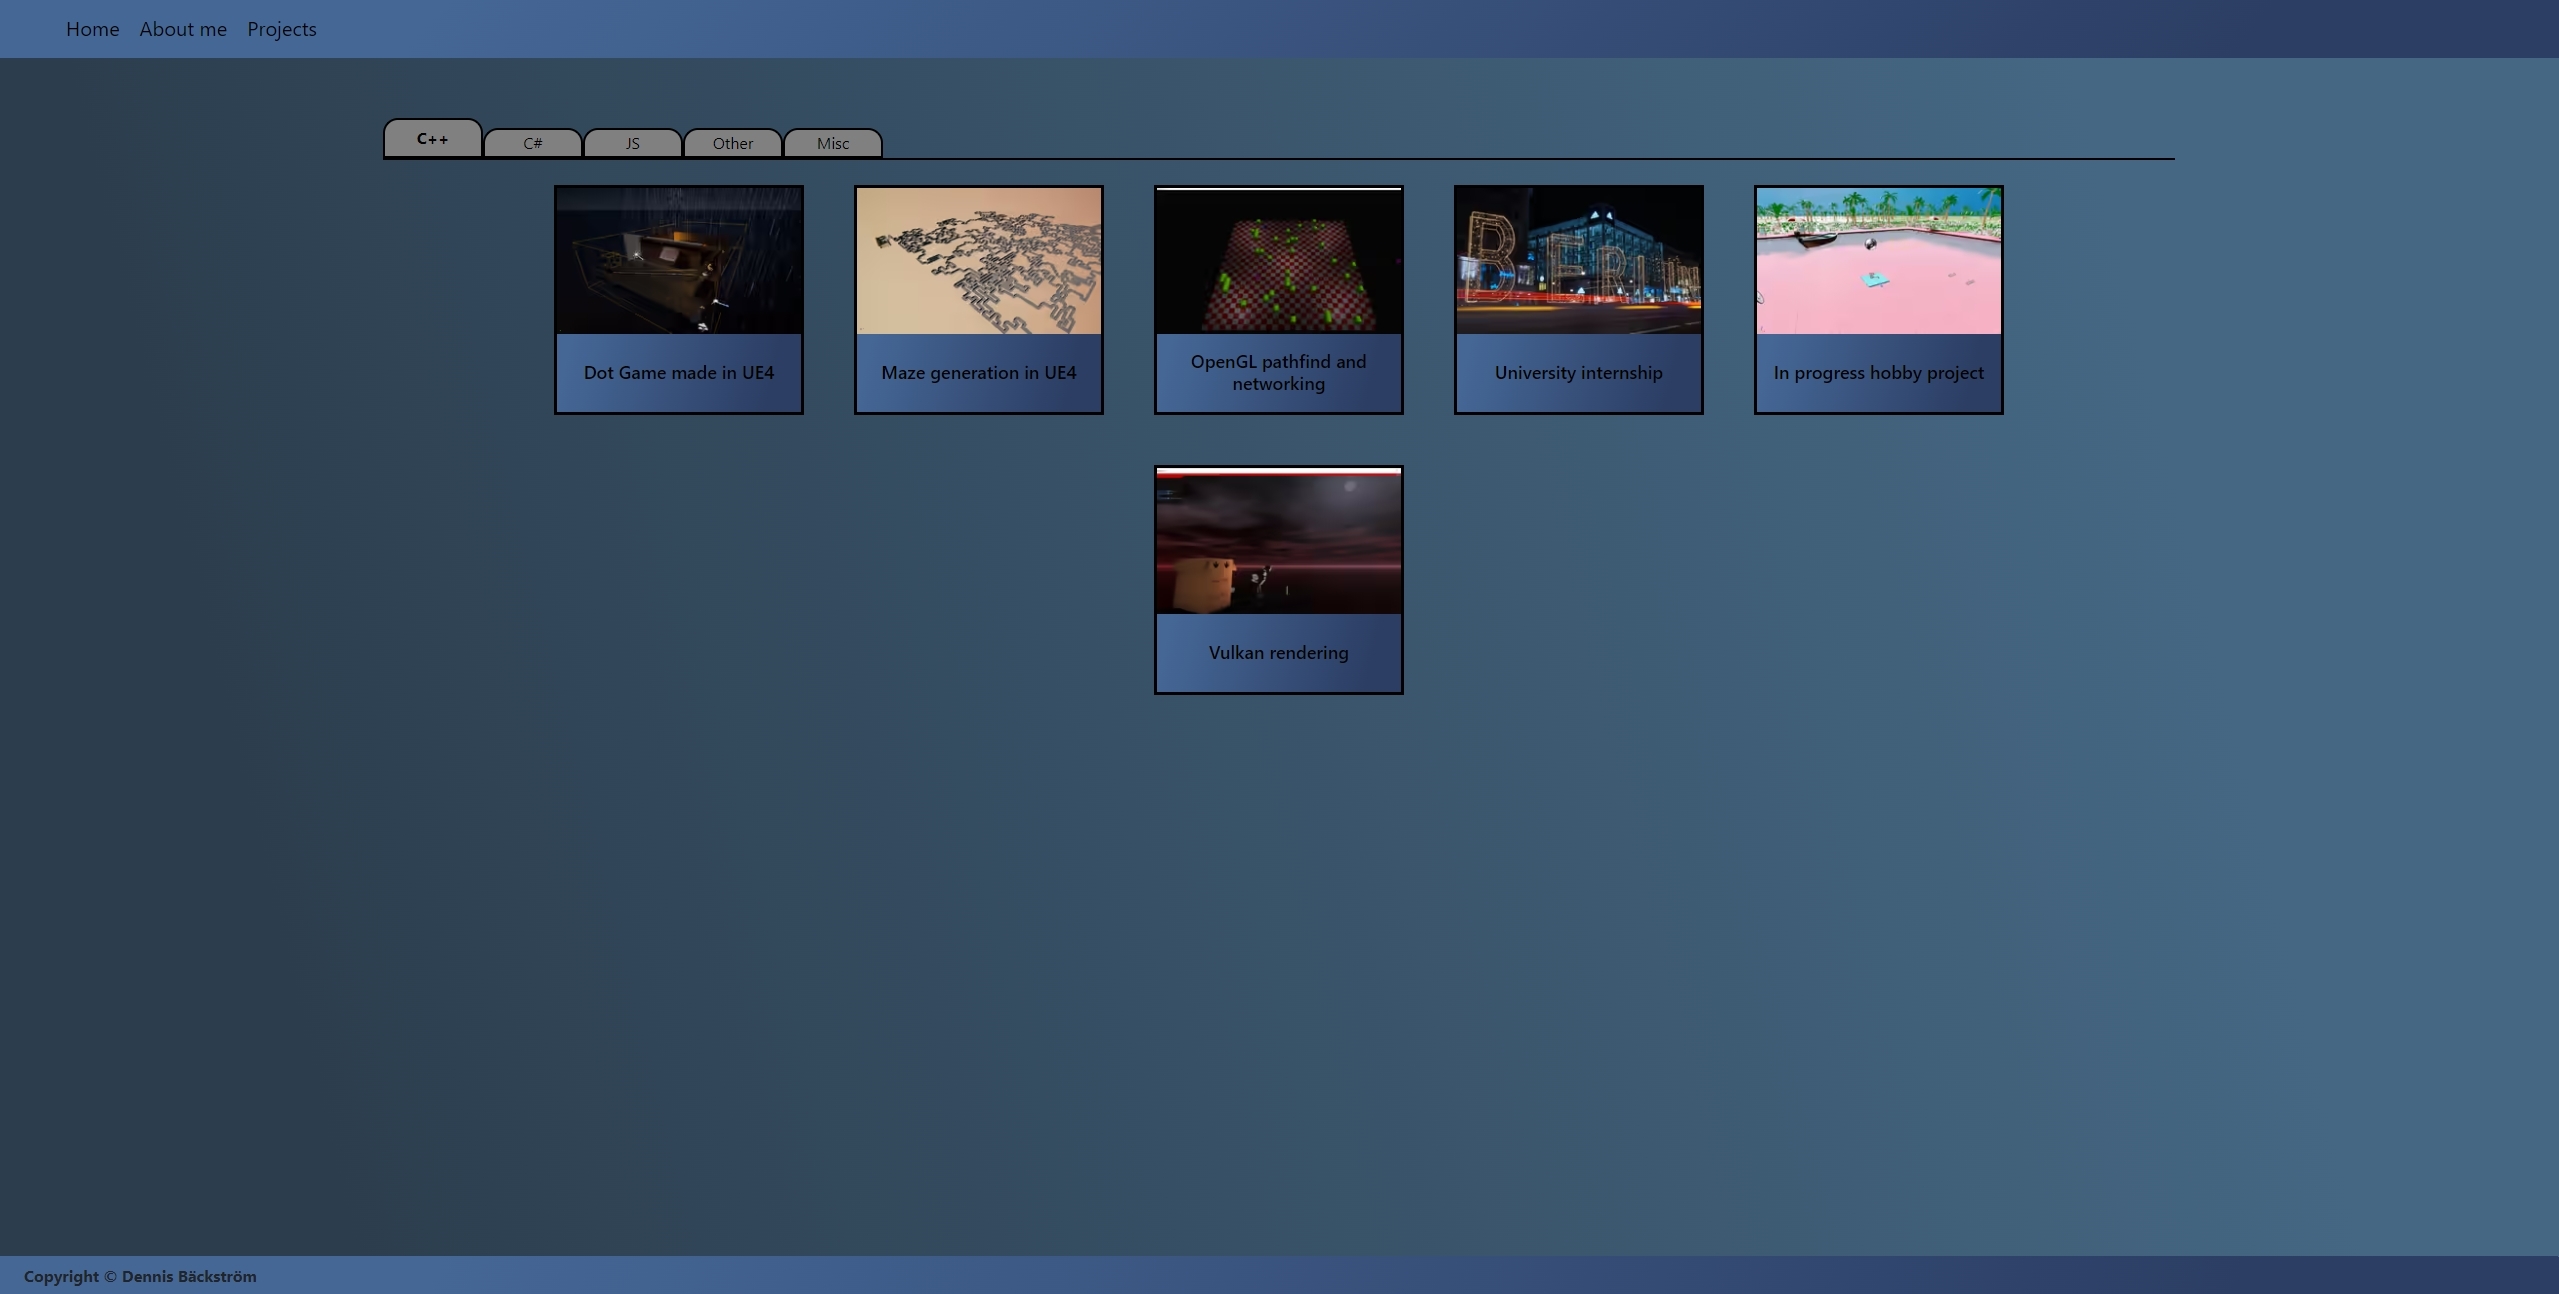 Home About me Projects
C++ C# JS Other Misc
BERLIN
Dot Game made in UE4
Maze generation in UE4
OpenGL pathfind and
networking
University internship
In progress hobby project
Vulkan rendering
Copyright © Dennis Bäckström